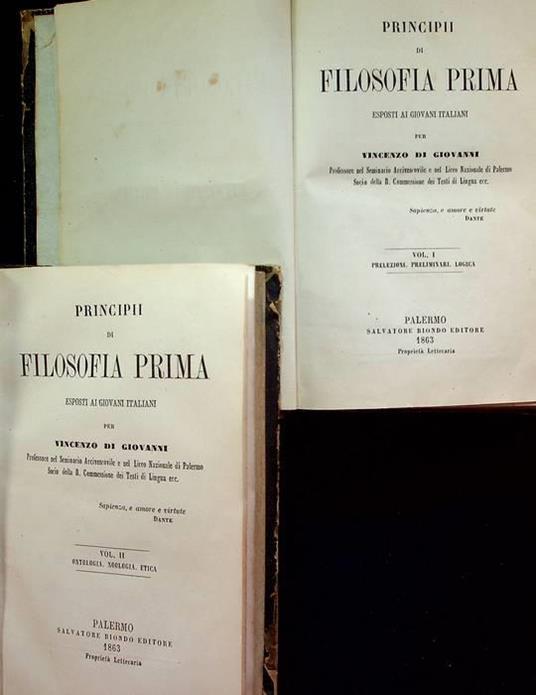 PRINCIPII
DI
FILOSOFIA PRIMA
ESPOSTI AI GIOVANI ITALIANI
PER
VINCENZO DI GIOVANNI
Professore nel Seminario Arcivescovile e nel Liceo Nazionale di Palermo
Socio della R. Commessione dei Testi di Lingua ecc.
Sapienza, e amore e virtute
DANTE
VOL. I
PRELEZIONI. PRELIMINARI. LOGICA
PALERMO
SALVATORE BIONDO EDITORE
1863
Proprietà Letteraria
PRINCIPII
DI
FILOSOFIA PRIMA
ESPOSTI AI GIOVANI ITALIANI
PER
VINCENZO DI GIOVANNI
Professore nel Seminario Arcivescovile e nel Liceo Nazionale di Palermo
Socio della R. Commessione dei Testi di Lingua ecc.
Sapienza, e amore e virtute
DANTE
VOL. II
ONTOLOGIA. NOOLOGIA. ETICA
PALERMO
SALVATORE BIONDO EDITORE
1863
Proprietà Letteraria